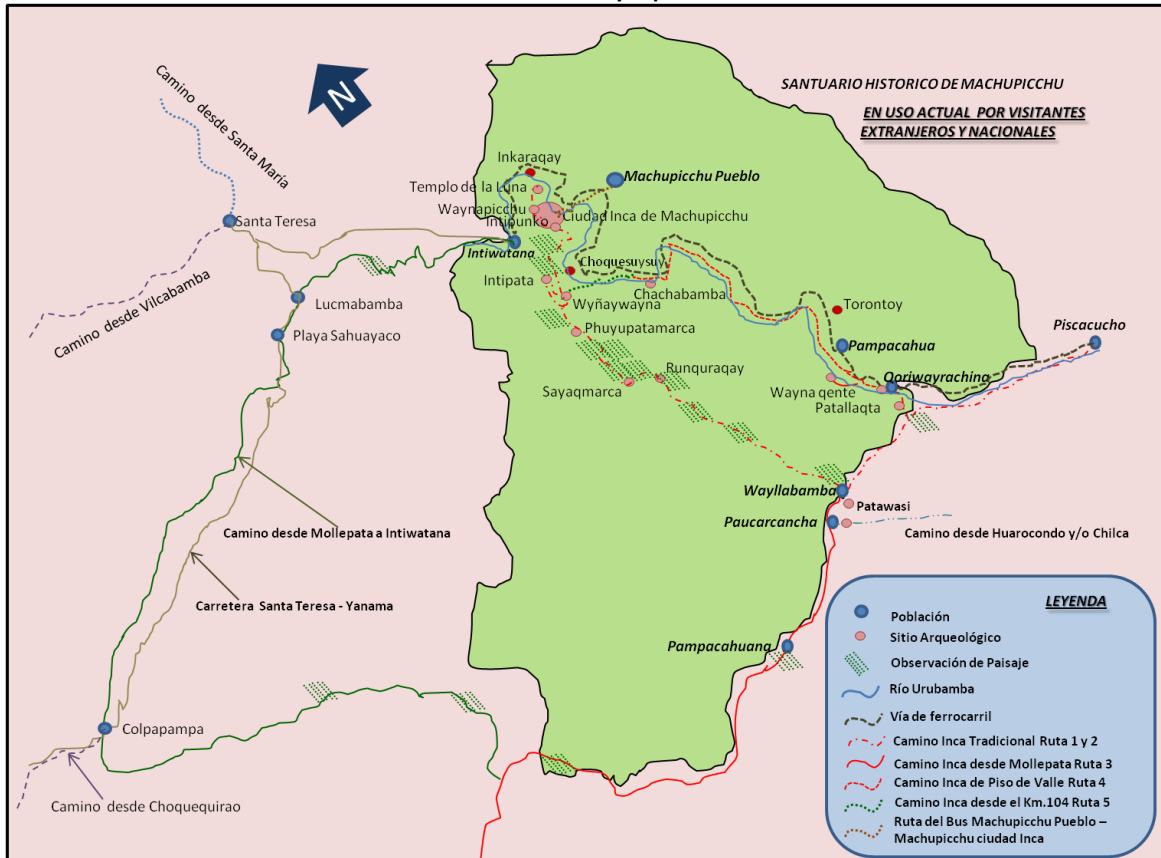 SANTUARIO HISTORICO DE MACHUPICCHU
EN USO ACTUAL POR VISITANTES
EXTRANJEROS Y NACIONALES
N
Camino desde Santa María
Santa Teresa
Camino desde Vilcabamba
Lucmabamba
Playa Sahuayaco
Inkaraqay
Templo de la Luna
Waynapicchu
Intipunko
Ciudad Inca de Machupicchu
Machupicchu Pueblo
Intiwatana
Choquesuysuy
Intipata
Chachabamba
Wyñaywayna
Phuyupatamarca
Torontoy
Piscacucho
Pampacahua
Runquraqay
Sayaqmarca
Qoriwayrachina
Wayna qente
Patallaqta
Wayllabamba
Patawasi
Paucarcancha
Camino desde Huarocondo y/o Chilca
Camino desde Mollepata a Intiwatana
Carretera Santa Teresa - Yanama
Pampacahuana
Colpapampa
Camino desde Choquequirao
LEYENDA
Población
Sitio Arqueológico
Observación de Paisaje
Río Urubamba
Vía de ferrocarril
Camino Inca Tradicional Ruta 1 y 2
Camino Inca desde Mollepata Ruta 3
Camino Inca de Piso de Valle Ruta 4
Camino Inca desde el Km.104 Ruta 5
Ruta del Bus Machupicchu Pueblo –
Machupicchu ciudad Inca